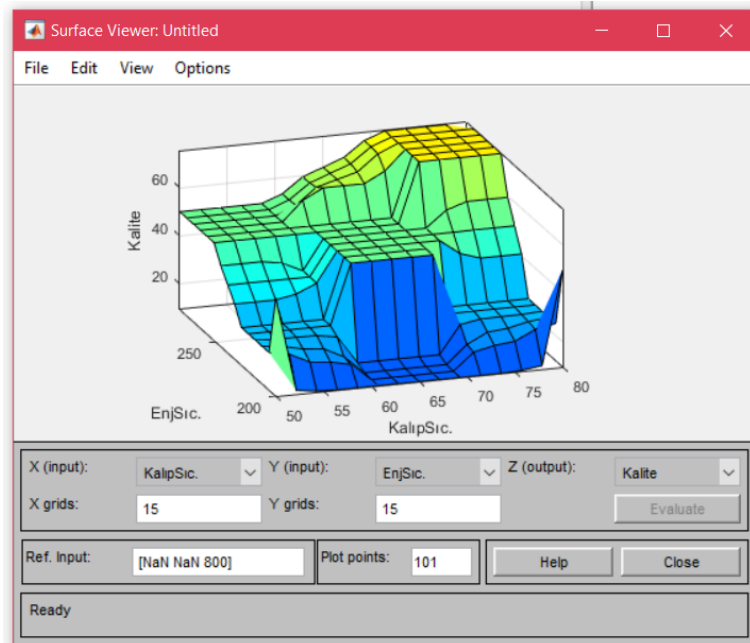 Surface Viewer: Untitled
File Edit View Options
60
40
20
Kalite
250
200
EnjSıc.
50 55 60 65 70 75 80
KalıpSıc.
X (input): KalıpSıc. Y (input): EnjSıc. Z (output): Kalite
X grids: 15 Y grids: 15 Evaluate
Ref. Input: [NaN NaN 800] Plot points: 101 Help Close
Ready